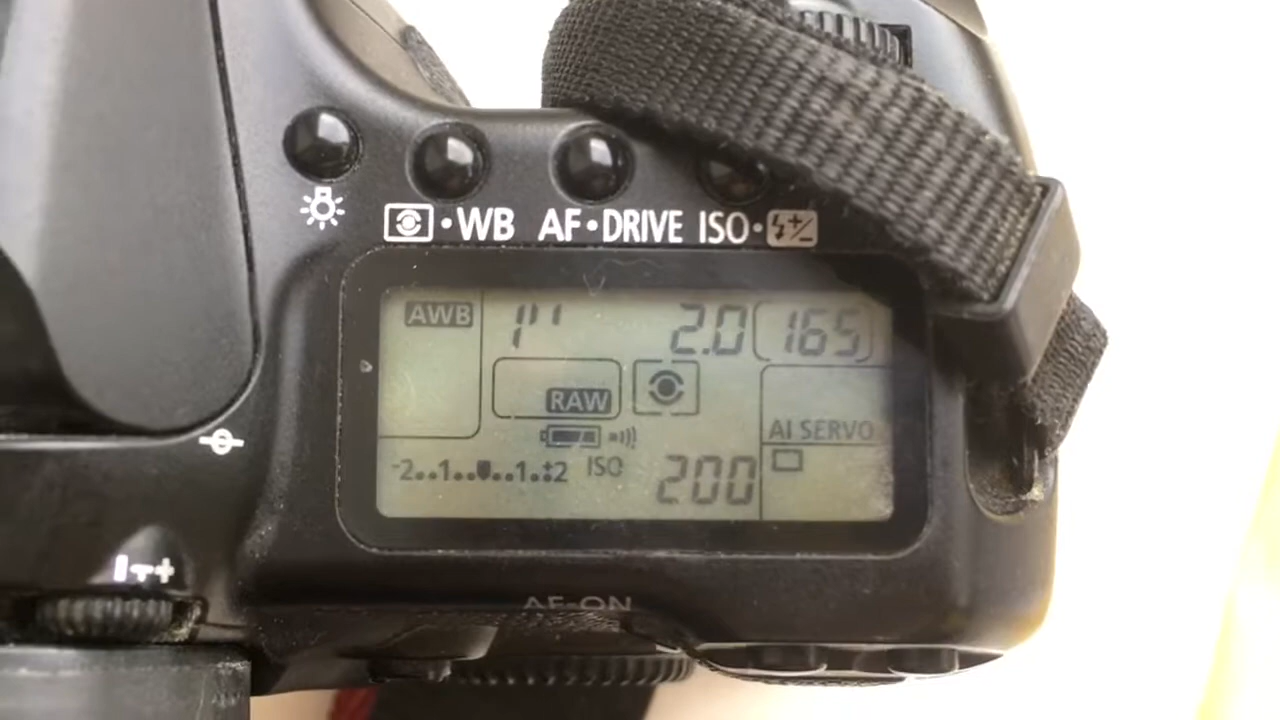 WB AF•DRIVE ISO•
AWB 1" 2.0 [165]
RAW
AI SERVO
-2..1....1..+2 ISO 200
AF-ON